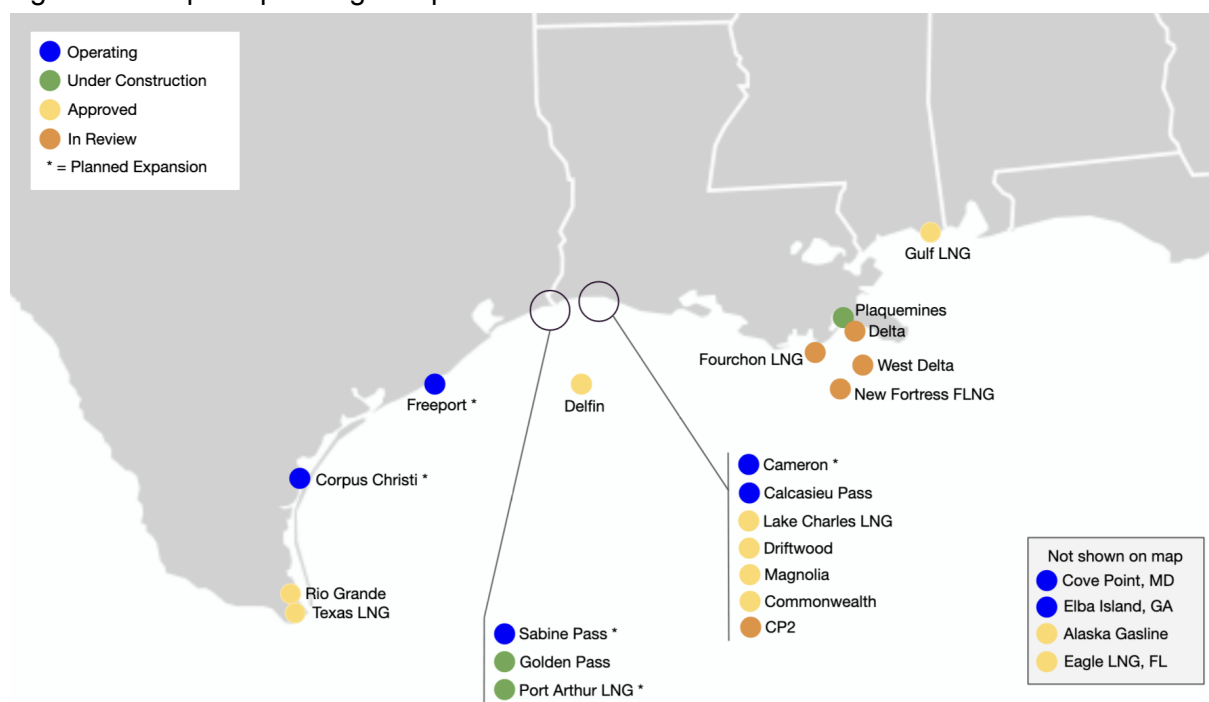 Operating
Under Construction
Approved
In Review
* = Planned Expansion
Gulf LNG
Plaquemines
Delta
Fourchon LNG
West Delta
New Fortress FLNG
Freeport *
Delfin
Corpus Christi *
Cameron *
Calcasieu Pass
Lake Charles LNG
Driftwood
Magnolia
Commonwealth
CP2
Rio Grande
Texas LNG
Sabine Pass *
Golden Pass
Port Arthur LNG *
Not shown on map
Cove Point, MD
Elba Island, GA
Alaska Gasline
Eagle LNG, FL